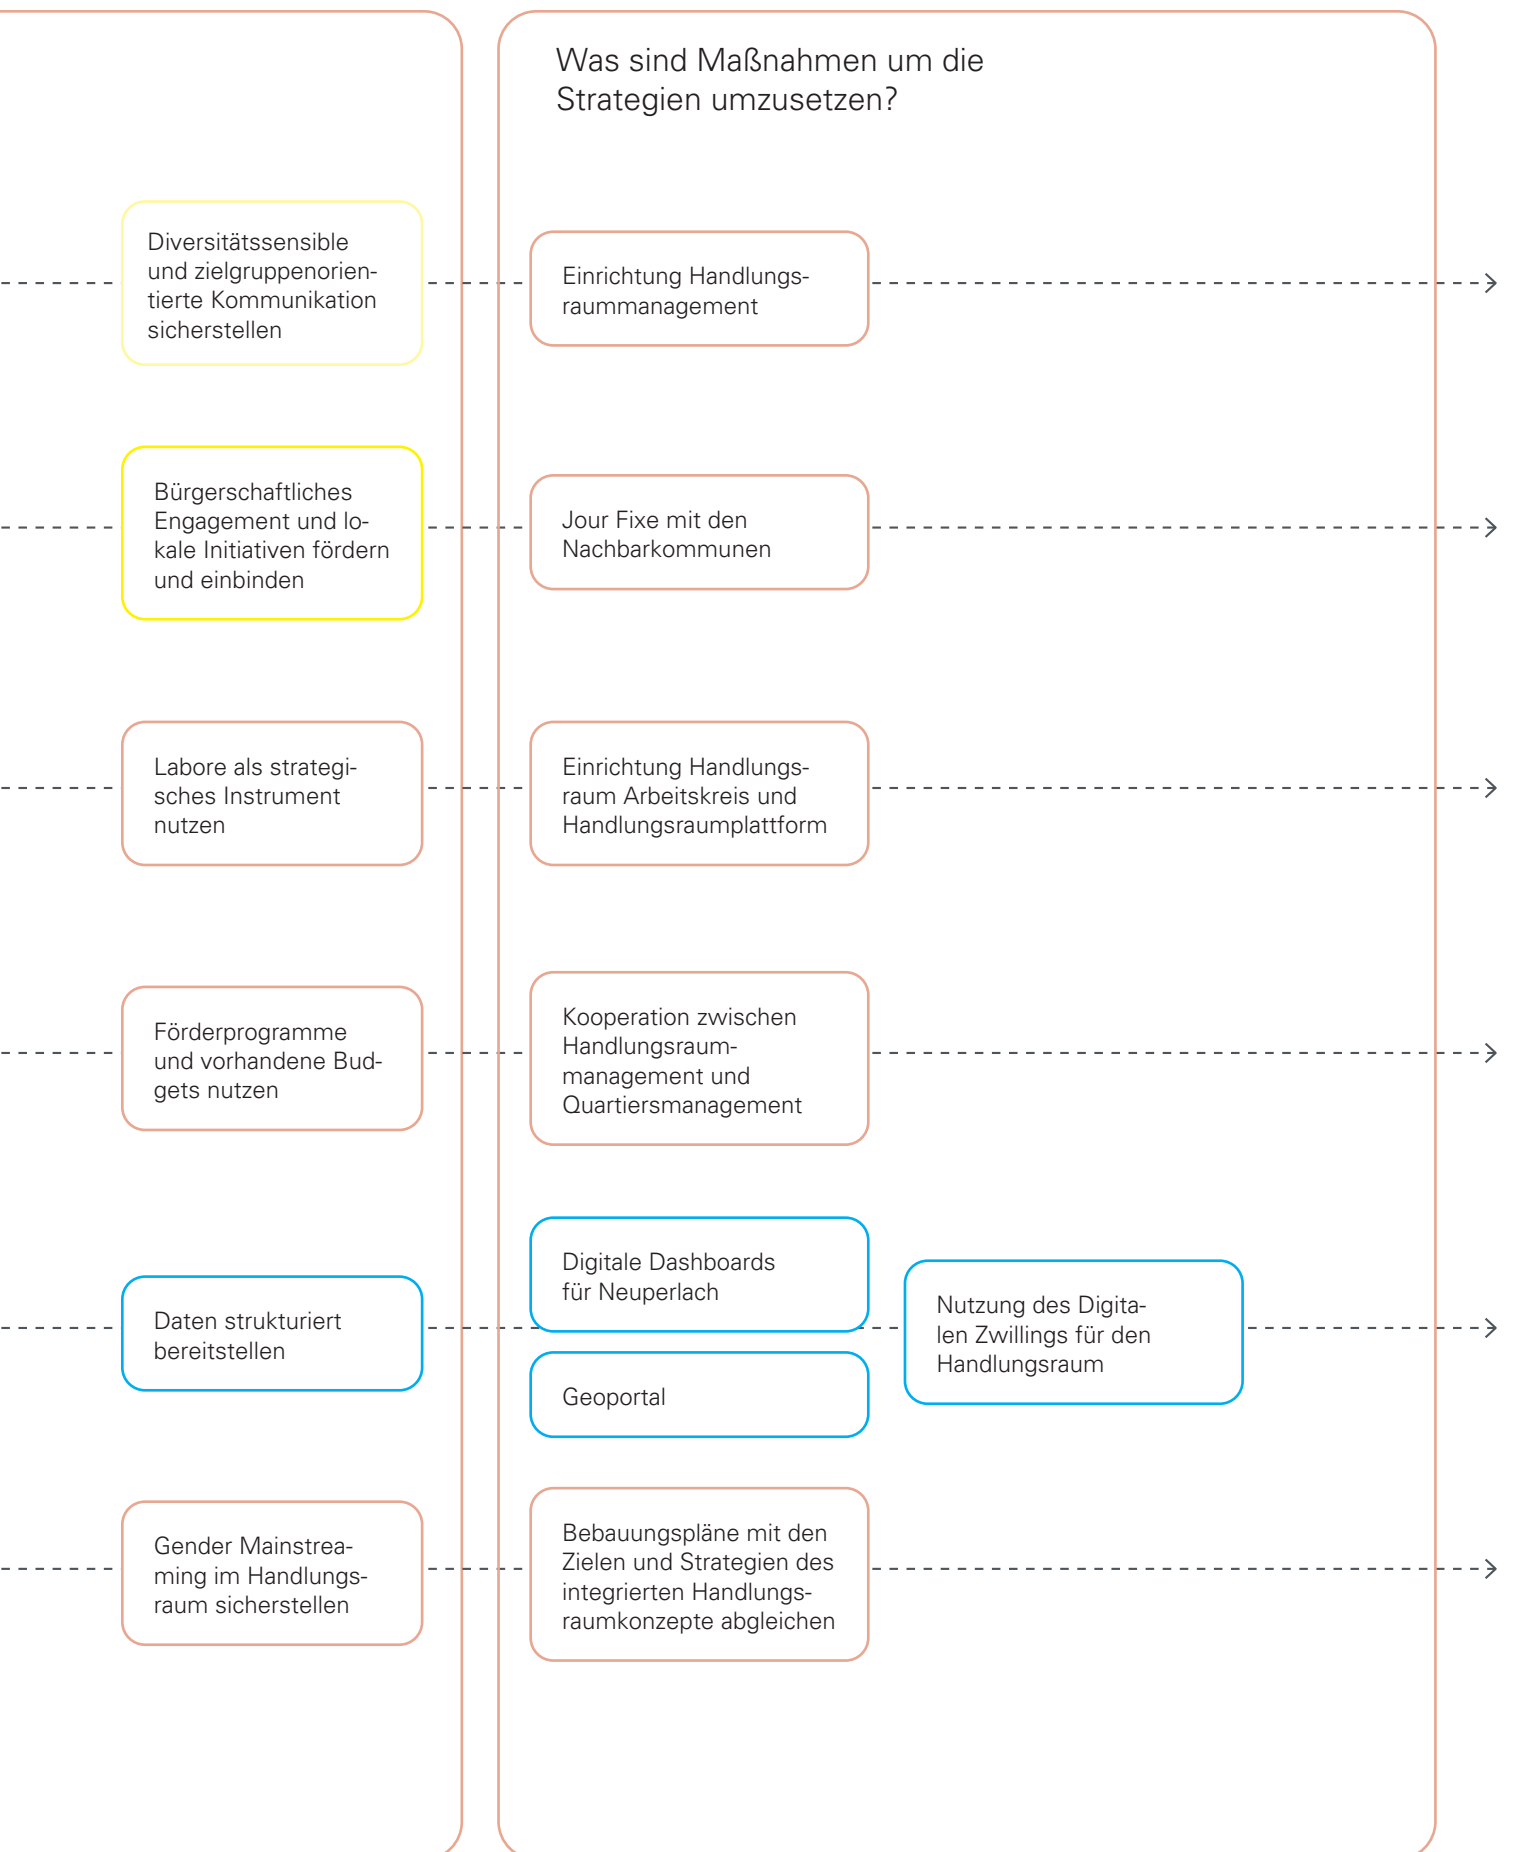 Was sind Maßnahmen um die
Strategien umzusetzen?
Diversitätssensible
und zielgruppenorien-
tierte Kommunikation
sicherstellen
Einrichtung Handlungs-
raummanagement
Bürgerschaftliches
Engagement und lo-
kale Initiativen fördern
und einbinden
Jour Fixe mit den
Nachbarkommunen
Labore als strategi-
sches Instrument
nutzen
Einrichtung Handlungs-
raum Arbeitskreis und
Handlungsraumplattform
Förderprogramme
und vorhandene Bud-
gets nutzen
Kooperation zwischen
Handlungsraum-
management und
Quartiersmanagement
Daten strukturiert
bereitstellen
Digitale Dashboards
für Neuperlach
Geoportal
Nutzung des Digita-
len Zwillings für den
Handlungsraum
Gender Mainstrea-
ming im Handlungs-
raum sicherstellen
Bebauungspläne mit den
Zielen und Strategien des
integrierten Handlungs-
raumkonzepte abgleichen